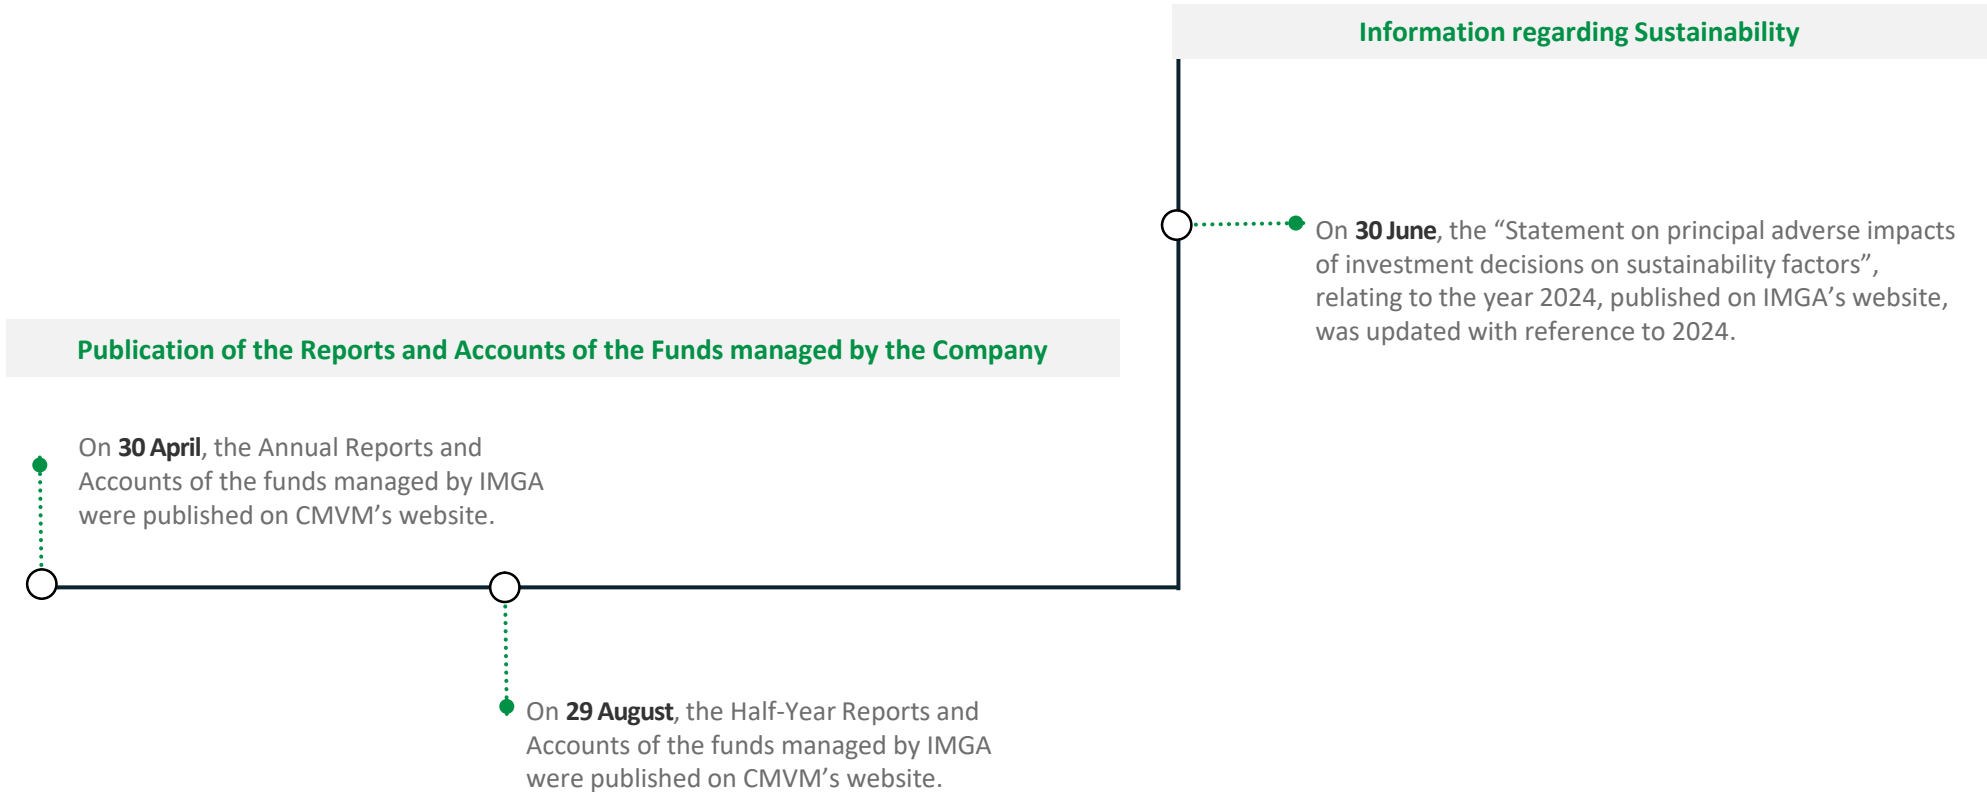 Information regarding Sustainability
On 30 June, the “Statement on principal adverse impacts
of investment decisions on sustainability factors”,
relating to the year 2024, published on IMGA’s website,
was updated with reference to 2024.
Publication of the Reports and Accounts of the Funds managed by the Company
On 30 April, the Annual Reports and
Accounts of the funds managed by IMGA
were published on CMVM’s website.
On 29 August, the Half-Year Reports and
Accounts of the funds managed by IMGA
were published on CMVM’s website.